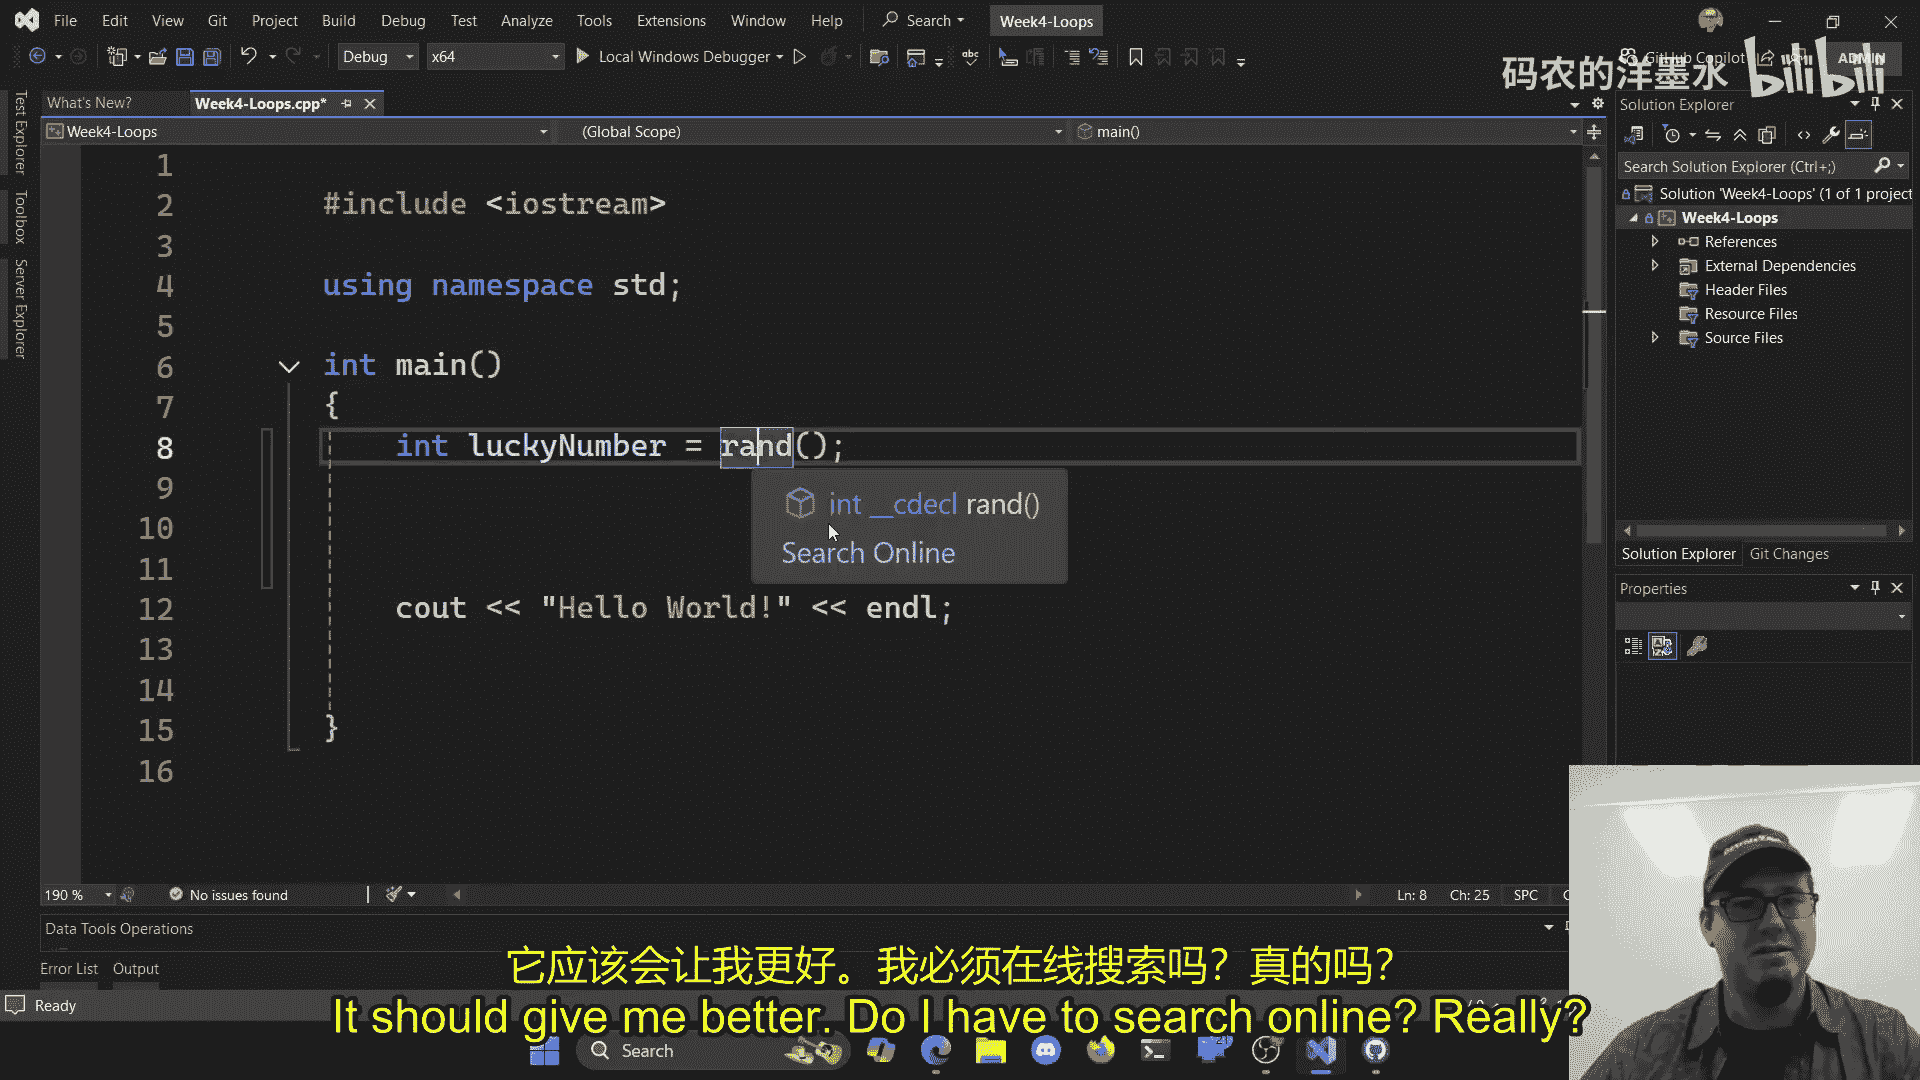 File Edit View Git Project Build Debug Test Analyze Tools Extensions Window Help Search Week4-Loops
Debug x64 Local Windows Debugger GitHub Copilot ADMIN
码农的洋墨水 bilibili
What's New? Week4-Loops.cpp*
Week4-Loops (Global Scope) main()
Test Explorer
Toolbox
Server Explorer
1
2 #include <iostream>
3
4 using namespace std;
5
6 int main()
7 {
8 int luckyNumber = rand();
9
10
11
12 cout << "Hello World!" << endl;
13
14
15 }
16
int __cdecl rand()
Search Online
Solution Explorer
Search Solution Explorer (Ctrl+;)
Solution 'Week4-Loops' (1 of 1 project
Week4-Loops
References
External Dependencies
Header Files
Resource Files
Source Files
Solution Explorer Git Changes
Properties
190 % No issues found Ln: 8 Ch: 25 SPC
Data Tools Operations
Error List Output
Ready
它应该会让我更好。我必须在线搜索吗？真的吗？
It should give me better. Do I have to search online? Really?
Search